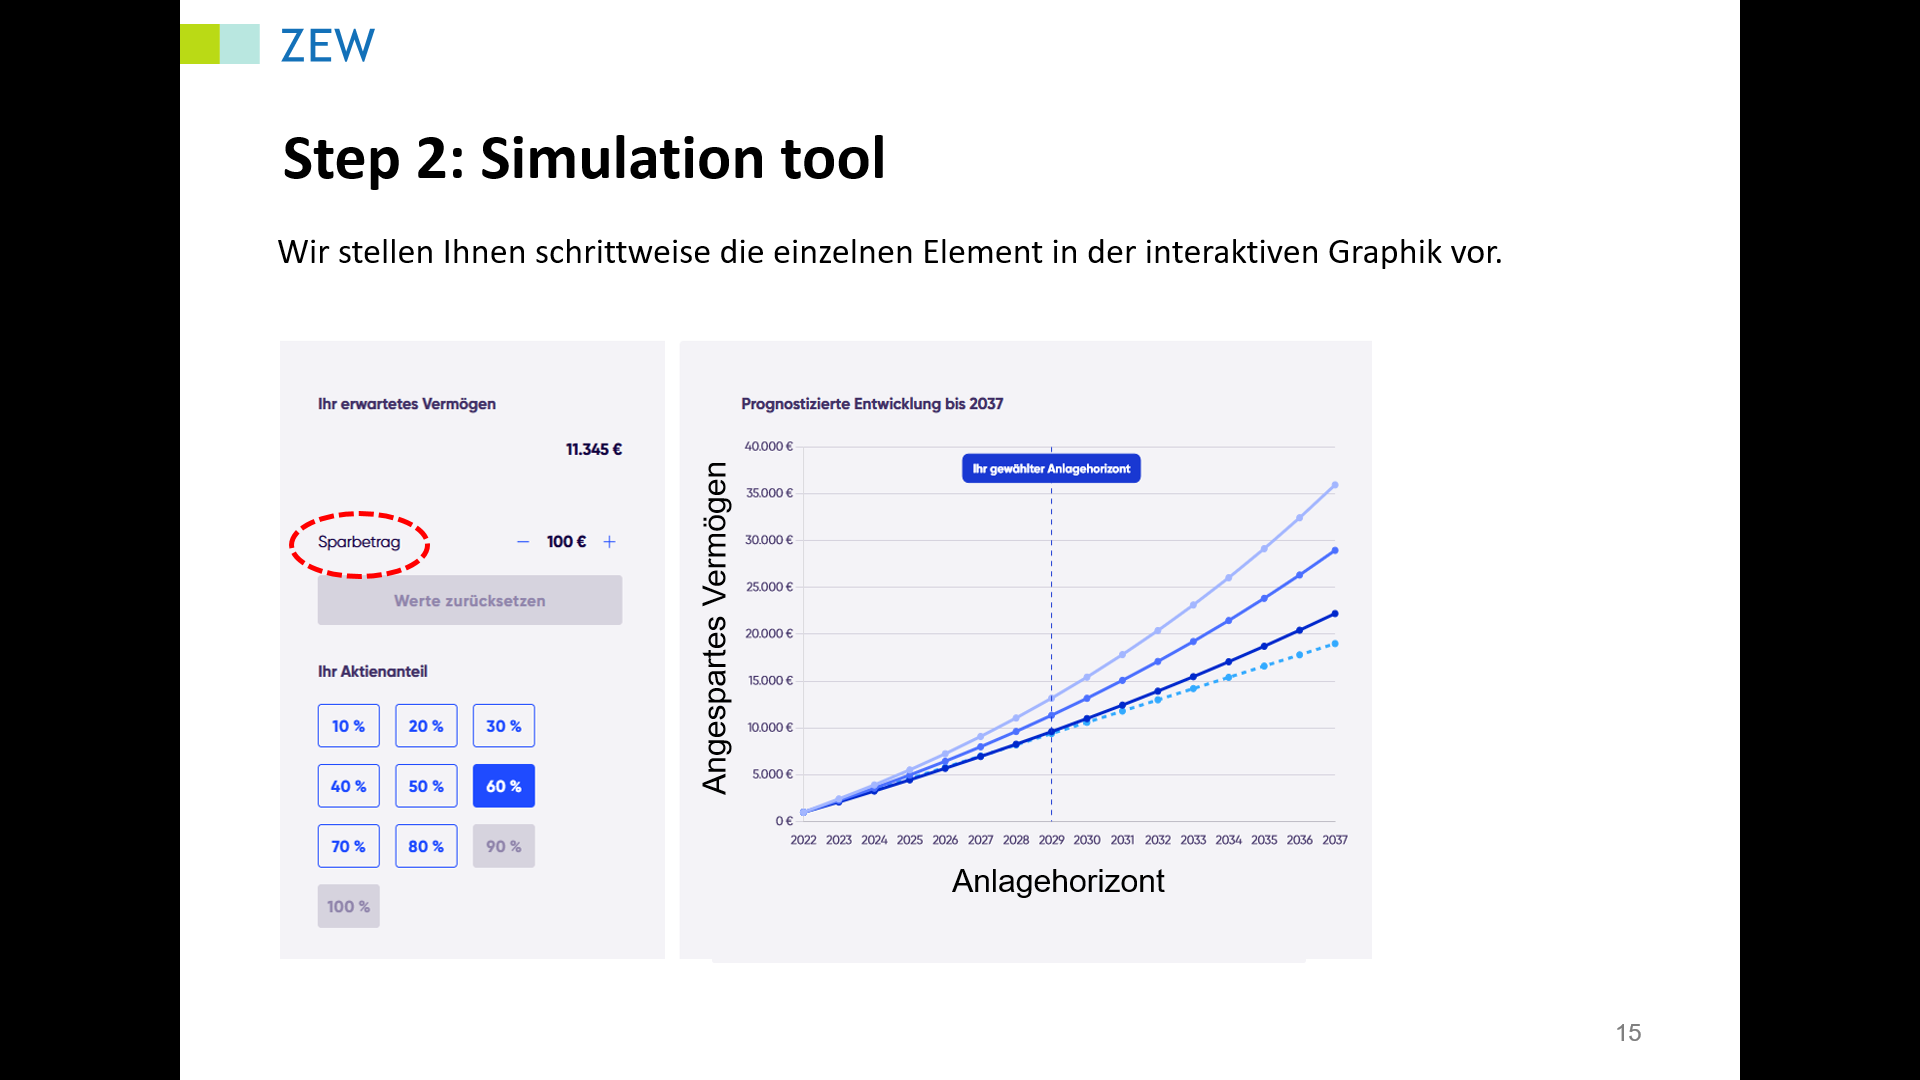 ZEW
Step 2: Simulation tool
Wir stellen Ihnen schrittweise die einzelnen Element in der interaktiven Graphik vor.
Ihr erwartetes Vermögen
11.345 €
Sparbetrag
− 100 € +
Werte zurücksetzen
Ihr Aktienanteil
10 % 20 % 30 %
40 % 50 % 60 %
70 % 80 % 90 %
100 %
Prognostizierte Entwicklung bis 2037
Angespartes Vermögen
40.000 €
Ihr gewählter Anlagehorizont
35.000 €
30.000 €
25.000 €
20.000 €
15.000 €
10.000 €
5.000 €
0 €
2022 2023 2024 2025 2026 2027 2028 2029 2030 2031 2032 2033 2034 2035 2036 2037
Anlagehorizont
15